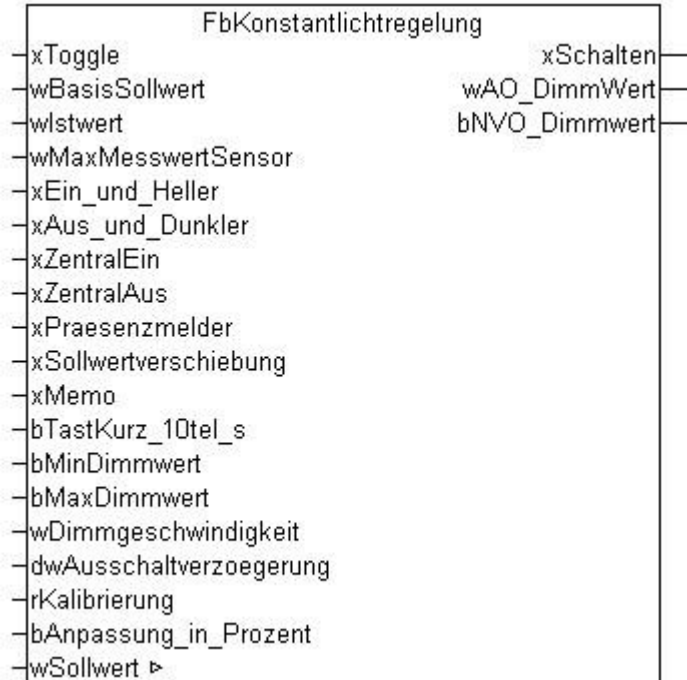 FbKonstantlichtregelung
xToggle xSchalten
wBasisSollwert wAO_DimmWert
wIstwert bNVO_Dimmwert
wMaxMesswertSensor
xEin_und_Heller
xAus_und_Dunkler
xZentralEin
xZentralAus
xPraesenzmelder
xSollwertverschiebung
xMemo
bTastKurz_10tel_s
bMinDimmwert
bMaxDimmwert
wDimmgeschwindigkeit
dwAusschaltverzoegerung
rKalibrierung
bAnpassung_in_Prozent
wSollwert ▹